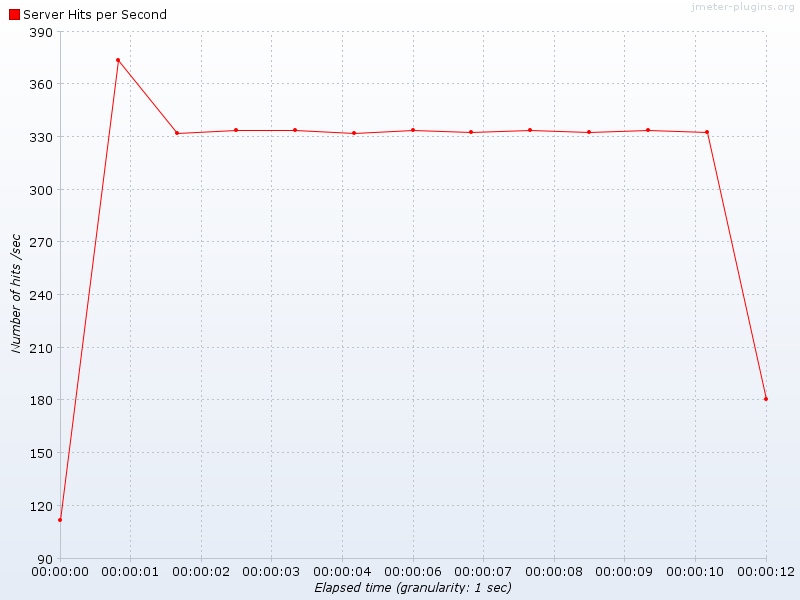 jmeter-plugins.org
Server Hits per Second
390
360
330
300
270
240
210
180
150
120
90
Number of hits /sec
00:00:00 00:00:01 00:00:02 00:00:03 00:00:04 00:00:06 00:00:07 00:00:08 00:00:09 00:00:10 00:00:12
Elapsed time (granularity: 1 sec)